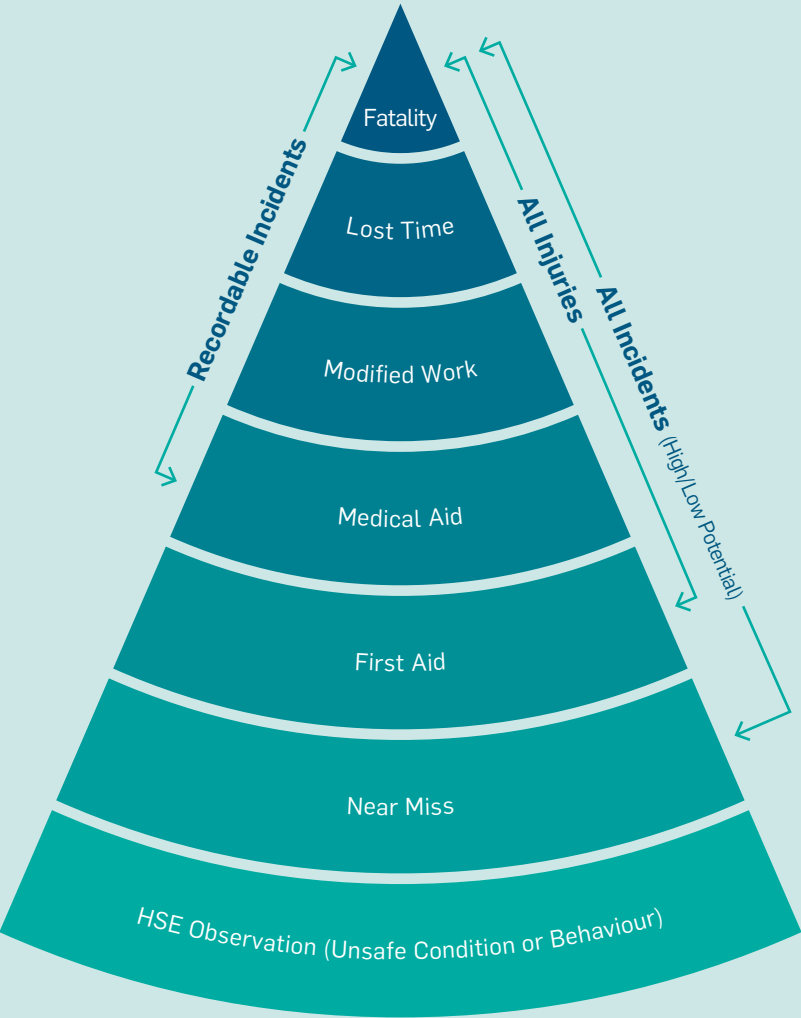 Fatality
Lost Time
Modified Work
Medical Aid
First Aid
Near Miss
HSE Observation (Unsafe Condition or Behaviour)
Recordable Incidents
All Injuries
All Incidents (High/Low Potential)